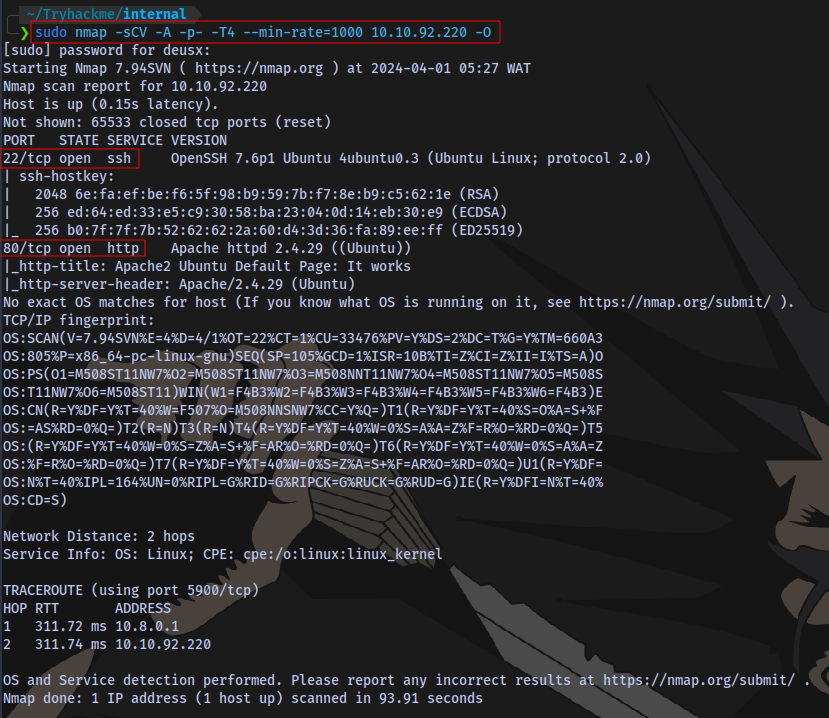 ~/Tryhackme/internal
❯ sudo nmap -sCV -A -p- -T4 --min-rate=1000 10.10.92.220 -O
[sudo] password for deusx:
Starting Nmap 7.94SVN ( https://nmap.org ) at 2024-04-01 05:27 WAT
Nmap scan report for 10.10.92.220
Host is up (0.15s latency).
Not shown: 65533 closed tcp ports (reset)
PORT   STATE SERVICE VERSION
22/tcp open  ssh     OpenSSH 7.6p1 Ubuntu 4ubuntu0.3 (Ubuntu Linux; protocol 2.0)
| ssh-hostkey:
|   2048 6e:fa:ef:be:f6:5f:98:b9:59:7b:f7:8e:b9:c5:62:1e (RSA)
|   256 ed:64:ed:33:e5:c9:30:58:ba:23:04:0d:14:eb:30:e9 (ECDSA)
|_  256 b0:7f:7f:7b:52:62:62:2a:60:d4:3d:36:fa:89:ee:ff (ED25519)
80/tcp open  http    Apache httpd 2.4.29 ((Ubuntu))
|_http-title: Apache2 Ubuntu Default Page: It works
|_http-server-header: Apache/2.4.29 (Ubuntu)
No exact OS matches for host (If you know what OS is running on it, see https://nmap.org/submit/ ).
TCP/IP fingerprint:
OS:SCAN(V=7.94SVN%E=4%D=4/1%OT=22%CT=1%CU=33476%PV=Y%DS=2%DC=T%G=Y%TM=660A3
OS:805%P=x86_64-pc-linux-gnu)SEQ(SP=105%GCD=1%ISR=10B%TI=Z%CI=Z%II=I%TS=A)O
OS:PS(O1=M508ST11NW7%O2=M508ST11NW7%O3=M508NNT11NW7%O4=M508ST11NW7%O5=M508S
OS:T11NW7%O6=M508ST11)WIN(W1=F4B3%W2=F4B3%W3=F4B3%W4=F4B3%W5=F4B3%W6=F4B3)E
OS:CN(R=Y%DF=Y%T=40%W=F507%O=M508NNSNW7%CC=Y%Q=)T1(R=Y%DF=Y%T=40%S=O%A=S+%F
OS:=AS%RD=0%Q=)T2(R=N)T3(R=N)T4(R=Y%DF=Y%T=40%W=0%S=A%A=Z%F=R%O=%RD=0%Q=)T5
OS:(R=Y%DF=Y%T=40%W=0%S=Z%A=S+%F=AR%O=%RD=0%Q=)T6(R=Y%DF=Y%T=40%W=0%S=A%A=Z
OS:%F=R%O=%RD=0%Q=)T7(R=Y%DF=Y%T=40%W=0%S=Z%A=S+%F=AR%O=%RD=0%Q=)U1(R=Y%DF=
OS:N%T=40%IPL=164%UN=0%RIPL=G%RID=G%RIPCK=G%RUCK=G%RUD=G)IE(R=Y%DFI=N%T=40%
OS:CD=S)
Network Distance: 2 hops
Service Info: OS: Linux; CPE: cpe:/o:linux:linux_kernel
TRACEROUTE (using port 5900/tcp)
HOP RTT       ADDRESS
1   311.72 ms 10.8.0.1
2   311.74 ms 10.10.92.220
OS and Service detection performed. Please report any incorrect results at https://nmap.org/submit/ .
Nmap done: 1 IP address (1 host up) scanned in 93.91 seconds